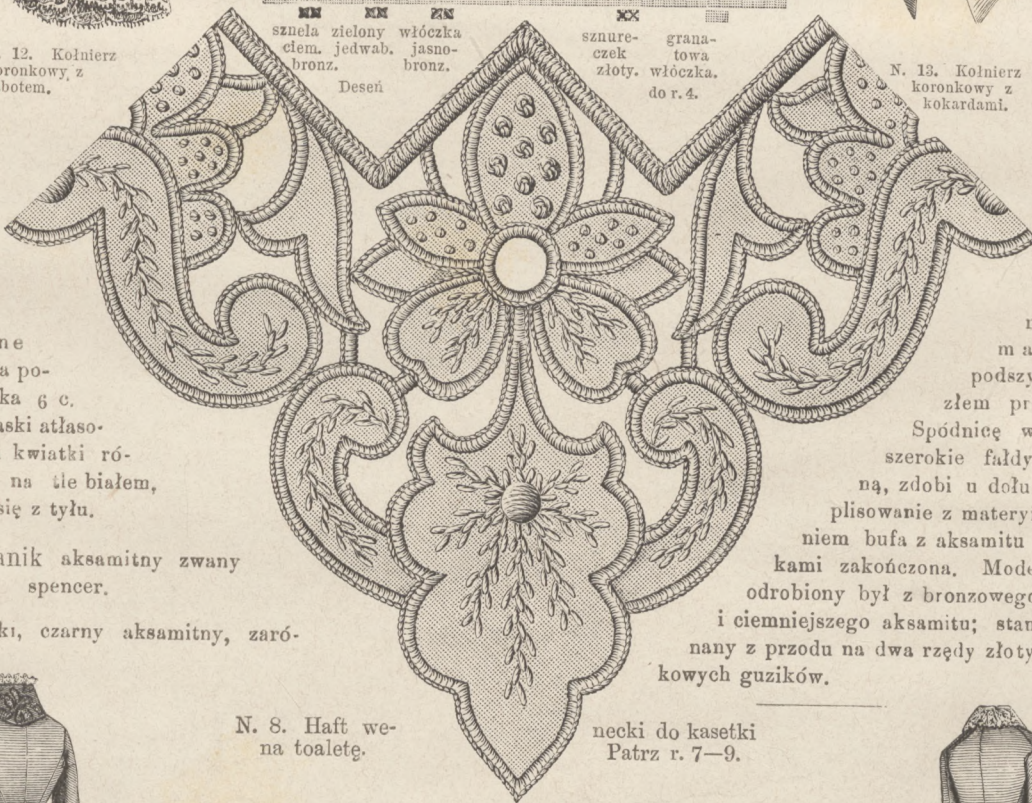 12. Kołnierz
z
botem.
sznela zielony włóczka
ciem. jedwab. jasno-
bronz. bronz.
Deseń
sznure- grana-
czek towa
złoty. włóczka.
do r. 4.
N. 13. Kołnierz
koronkowy z
kokardami.
ne
a po-
ka 6 c.
aski atłaso-
kwiatki ró-
na tle białem,
się z tyłu.
anik aksamitny zwany
spencer.
ki, czarny aksamitny, zaró-
m a
podszy
złem pr
Spódnicę w
szerokie fałdy
ną, zdobi u dołu
plisowanie z matery
niem bufa z aksamitu
kami zakończona. Mode
odrobiony był z bronzowego
i ciemniejszego aksamitu; stan
nany z przodu na dwa rzędy złoty
kowych guzików.
N. 8. Haft we-
na toaletę.
necki do kasetki
Patrz r. 7—9.